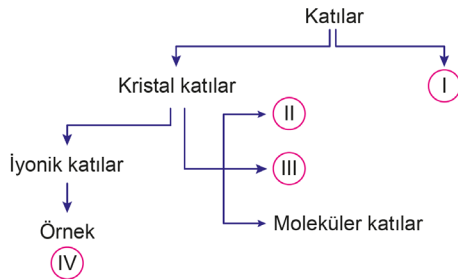 Katılar
Kristal katılar
I
II
İyonik katılar
III
Moleküler katılar
Örnek
IV